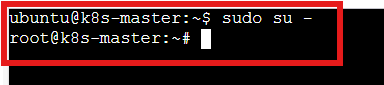 ubuntu@k8s-master:~$ sudo su -
root@k8s-master:~#